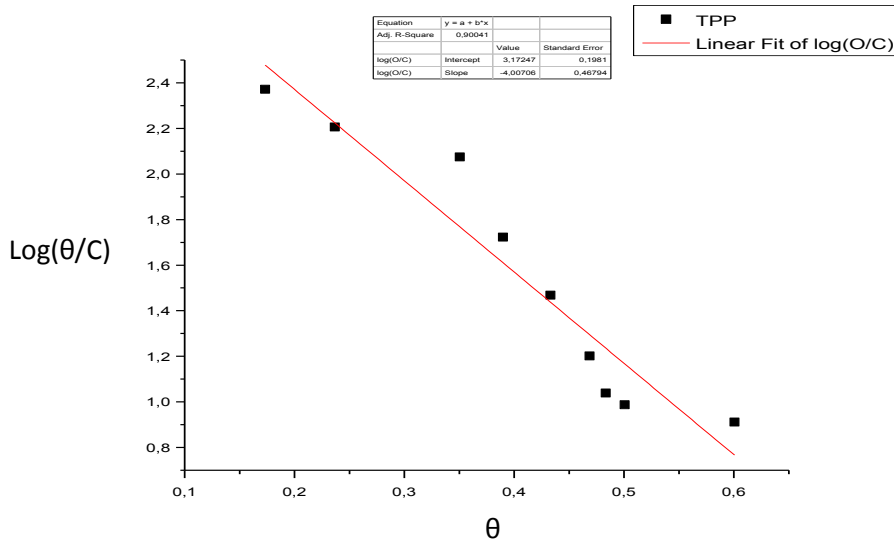 Equation y = a + b*x
Adj. R-Square 0,90041
Value Standard Error
log(O/C) Intercept 3,17247 0,1981
log(O/C) Slope -4,00706 0,46794
TPP
Linear Fit of log(O/C)
2,4
2,2
2,0
1,8
1,6
1,4
1,2
1,0
0,8
Log(θ/C)
0,1 0,2 0,3 0,4 0,5 0,6
θ